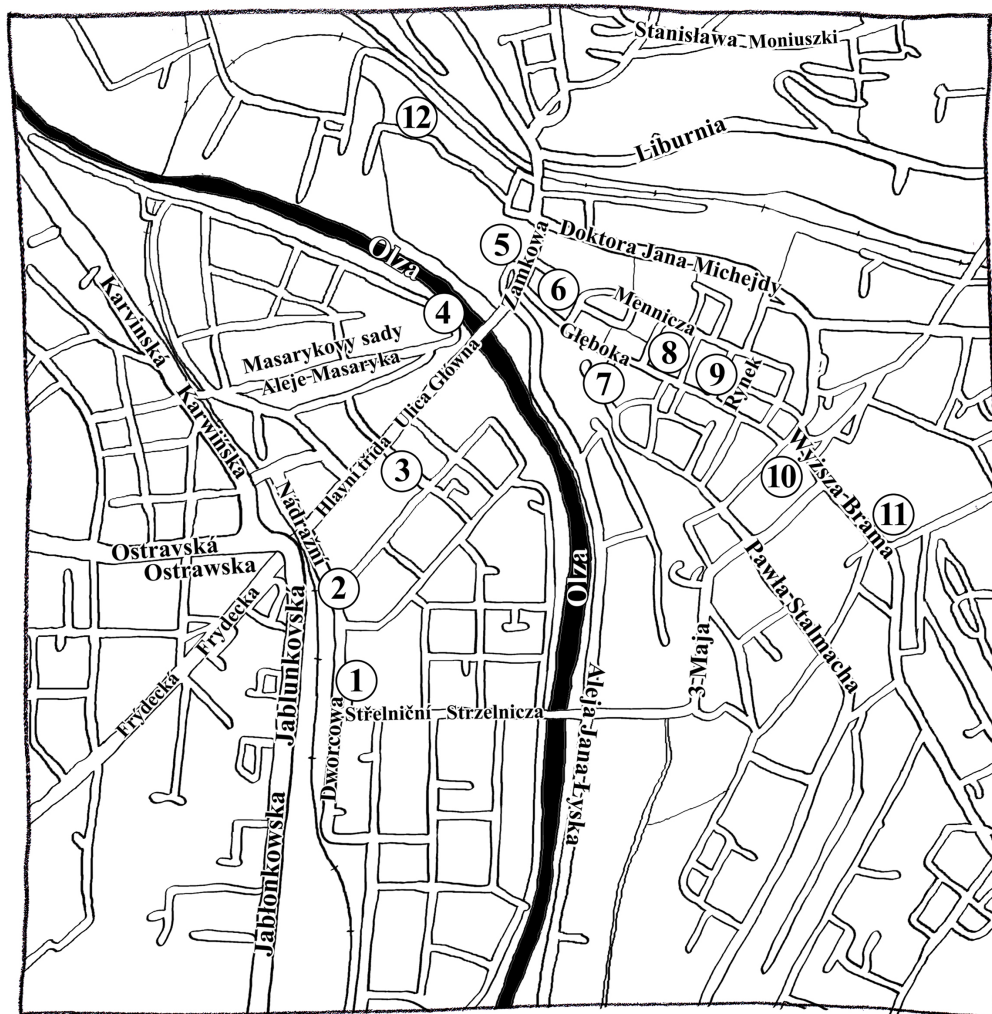 Stanisława Moniuszki
12
Liburnia
5
Olza
Zamkowa
Doktora Jana-Michejdy
6
Mennicza
4
Karvinská
Masarykovy sady
Aleje-Masaryka
Głęboka
8
9
Rynek
7
Ulica Główna
Karwińska
Hlavní třída
3
Nádražní
Wyższa-Brama
10
11
Ostravská
Ostrawska
2
Olza
Pawła Stalmacha
Frydecka
Frýdecká
Jablunkovská
1
3-Maja
Dworcowa
Střelniční Strzelnicza
Aleja-Jana-Łyska
Jabłonkowska